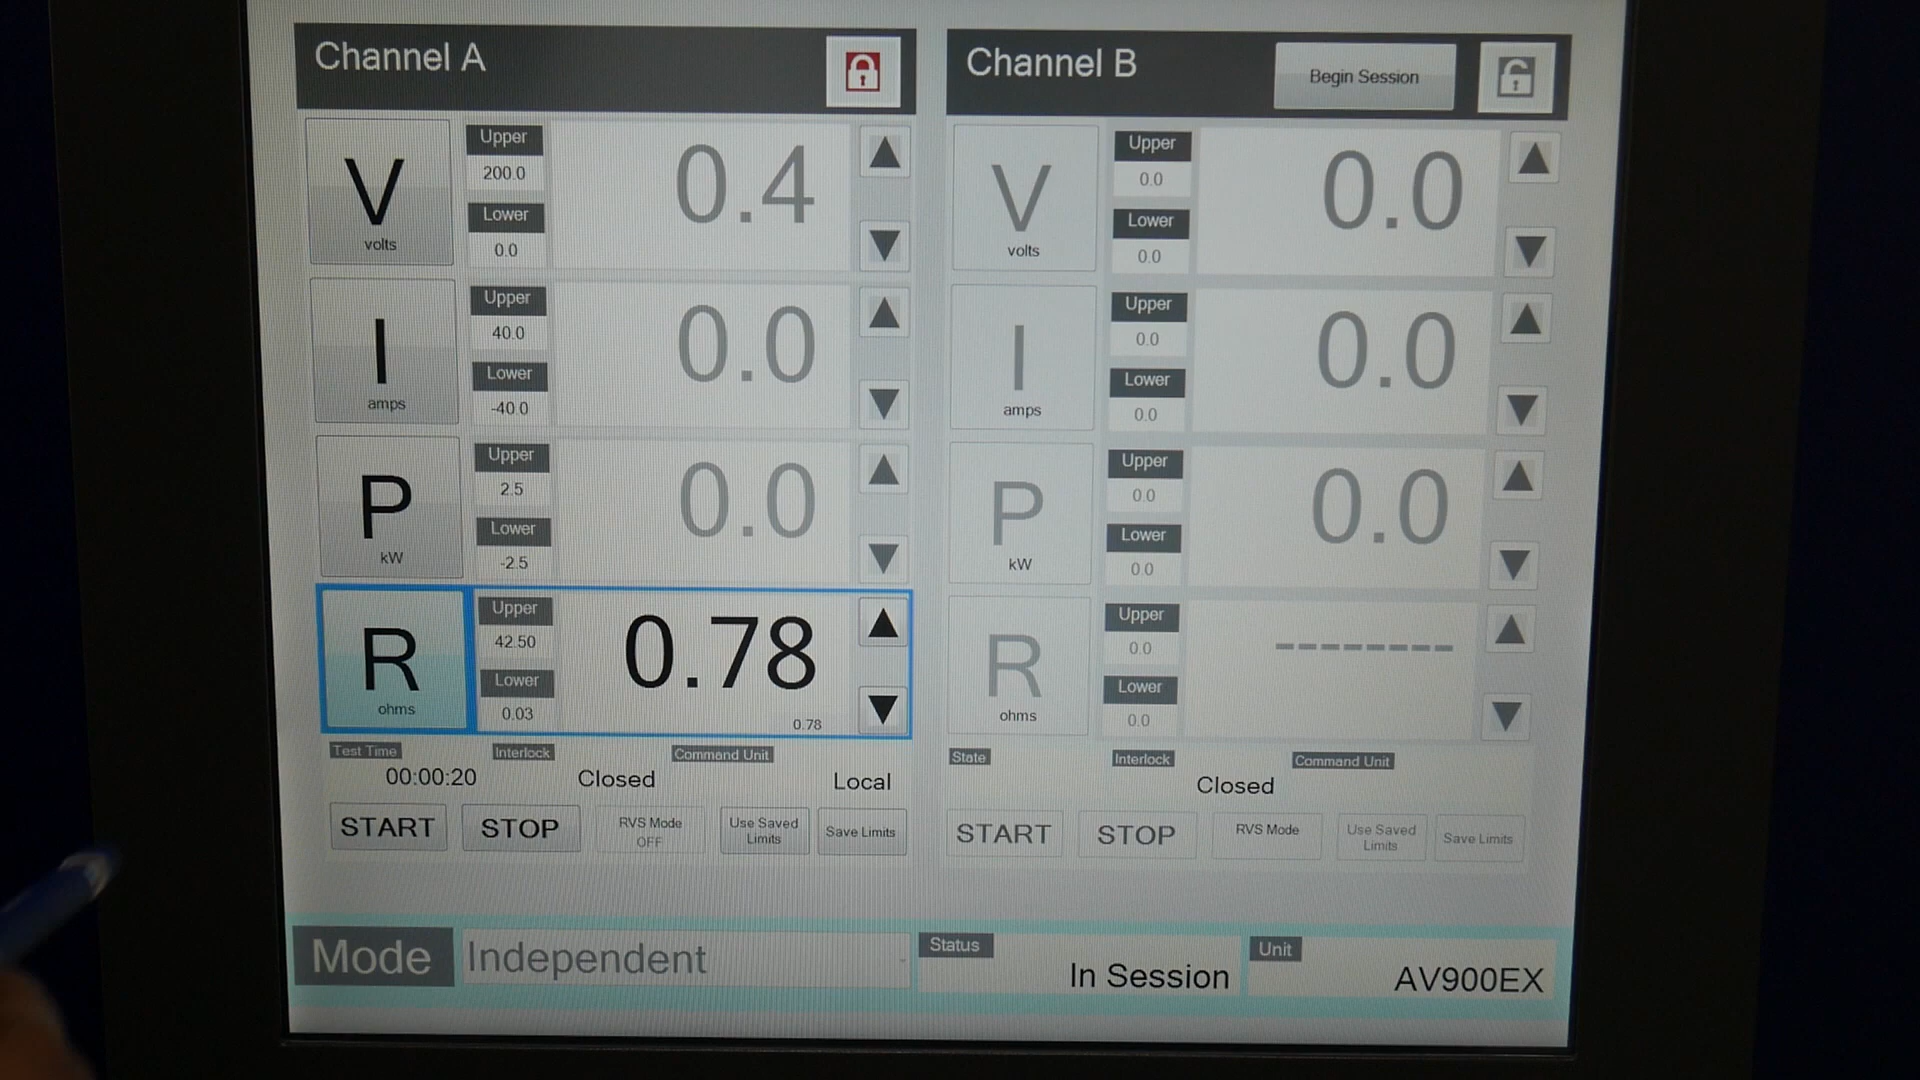 Channel A
V
volts
Upper
200.0
Lower
0.0
0.4
I
amps
Upper
40.0
Lower
-40.0
0.0
P
kW
Upper
2.5
Lower
-2.5
0.0
R
ohms
Upper
42.50
Lower
0.03
0.78
0.78
Test Time
00:00:20
Interlock
Closed
Command Unit
Local
START
STOP
RVS Mode
OFF
Use Saved
Limits
Save Limits
Channel B
Begin Session
V
volts
Upper
0.0
Lower
0.0
0.0
I
amps
Upper
0.0
Lower
0.0
0.0
P
kW
Upper
0.0
Lower
0.0
0.0
R
ohms
Upper
0.0
Lower
0.0
--------
State
Interlock
Closed
Command Unit
START
STOP
RVS Mode
Use Saved
Limits
Save Limits
Mode
Independent
Status
In Session
Unit
AV900EX